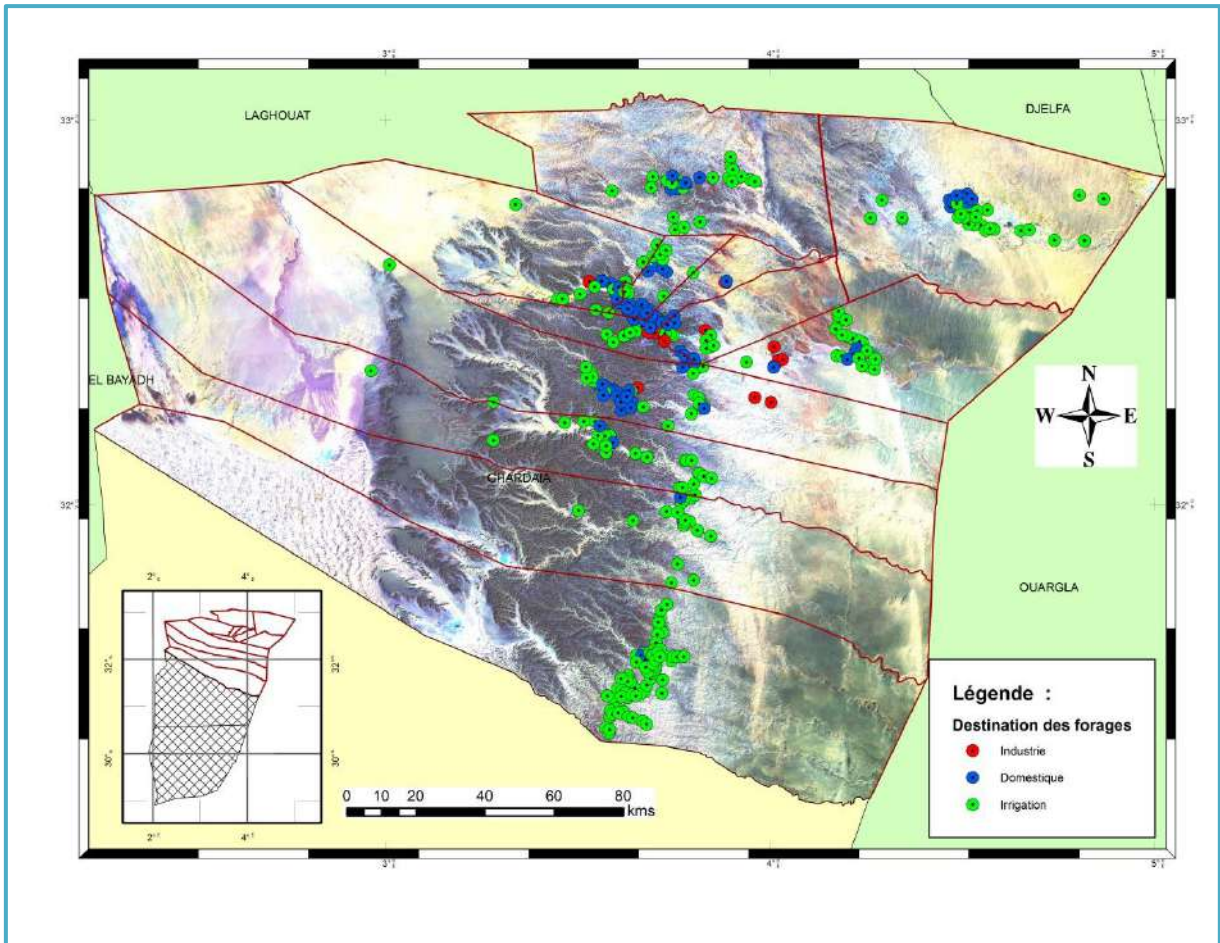 3°
4°
5°
LAGHOUAT
DJELFA
33°
33°
EL BAYADH
N
W E
S
GHARDAIA
32°
32°
OUARGLA
2°
4°
32°
32°
30°
30°
2°
4°
Légende :
Destination des forages
Industrie
Domestique
Irrigation
0 10 20 40 60 80
kms
3°
4°
5°